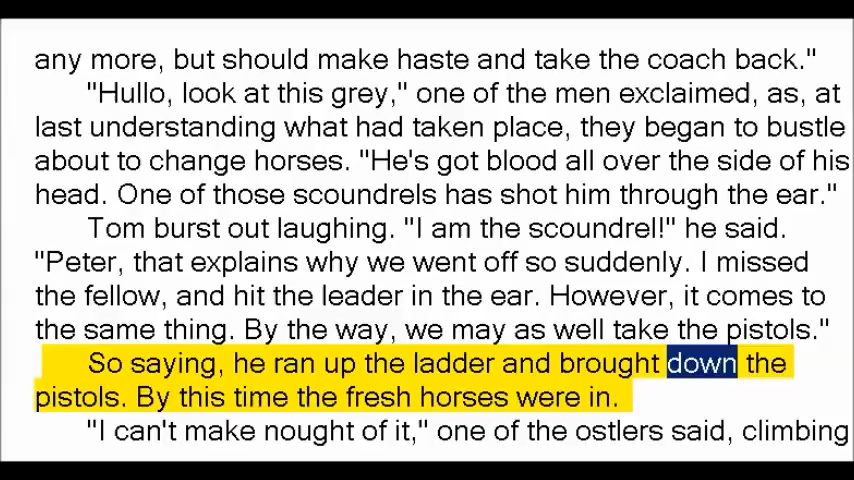 any more, but should make haste and take the coach back."
"Hullo, look at this grey," one of the men exclaimed, as, at
last understanding what had taken place, they began to bustle
about to change horses. "He's got blood all over the side of his
head. One of those scoundrels has shot him through the ear."
Tom burst out laughing. "I am the scoundrel!" he said.
"Peter, that explains why we went off so suddenly. I missed
the fellow, and hit the leader in the ear. However, it comes to
the same thing. By the way, we may as well take the pistols."
So saying, he ran up the ladder and brought down the
pistols. By this time the fresh horses were in.
"I can't make nought of it," one of the ostlers said, climbing